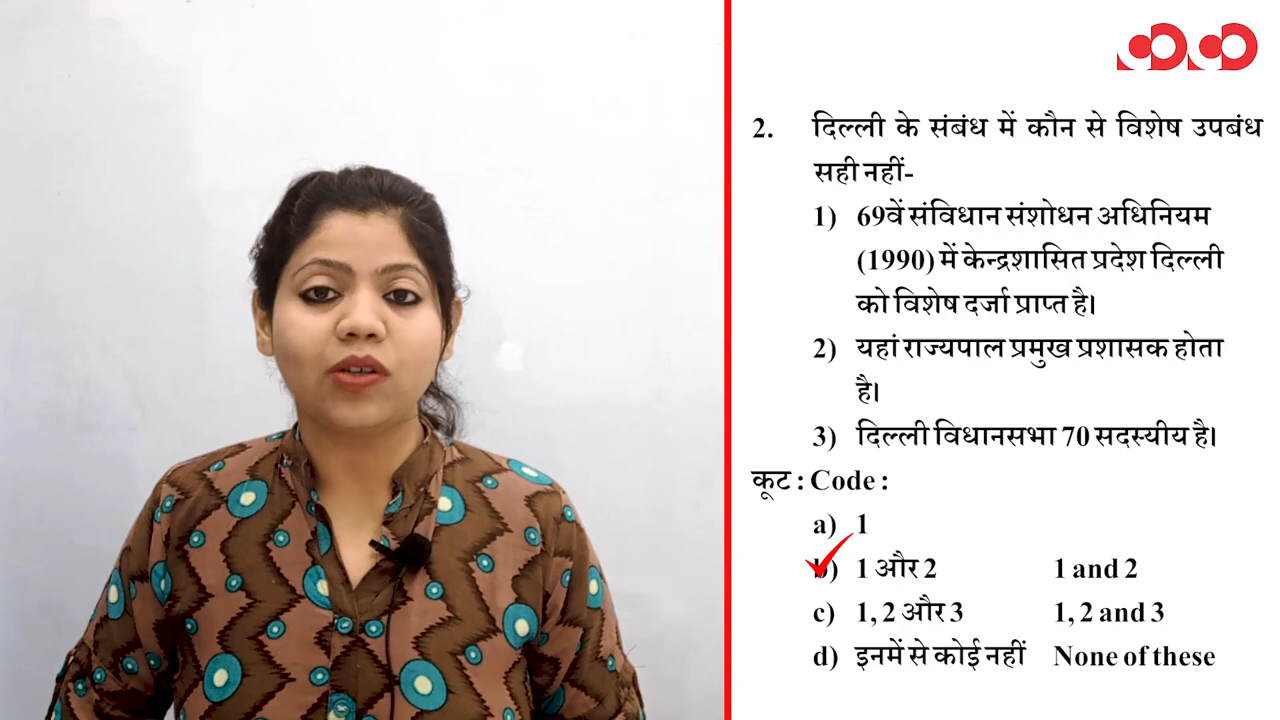 2. दिल्ली के संबंध में कौन से विशेष उपबंध
सही नहीं-
1) 69वें संविधान संशोधन अधिनियम
(1990) में केन्द्रशासित प्रदेश दिल्ली
को विशेष दर्जा प्राप्त है।
2) यहां राज्यपाल प्रमुख प्रशासक होता
है।
3) दिल्ली विधानसभा 70 सदस्यीय है।
कूट : Code :
a) 1
b) 1 और 2 1 and 2
c) 1, 2 और 3 1, 2 and 3
d) इनमें से कोई नहीं None of these